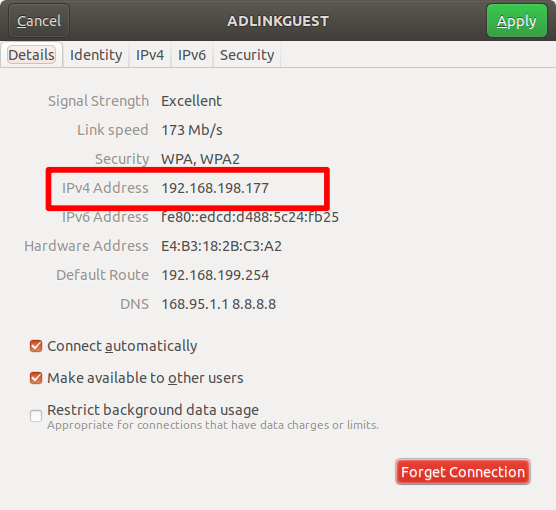 Cancel ADLINKGUEST Apply
Details Identity IPv4 IPv6 Security
Signal Strength Excellent
Link speed 173 Mb/s
Security WPA, WPA2
IPv4 Address 192.168.198.177
IPv6 Address fe80::edcd:d488:5c24:fb25
Hardware Address E4:B3:18:2B:C3:A2
Default Route 192.168.199.254
DNS 168.95.1.1 8.8.8.8
Connect automatically
Make available to other users
Restrict background data usage
Appropriate for connections that have data charges or limits.
Forget Connection